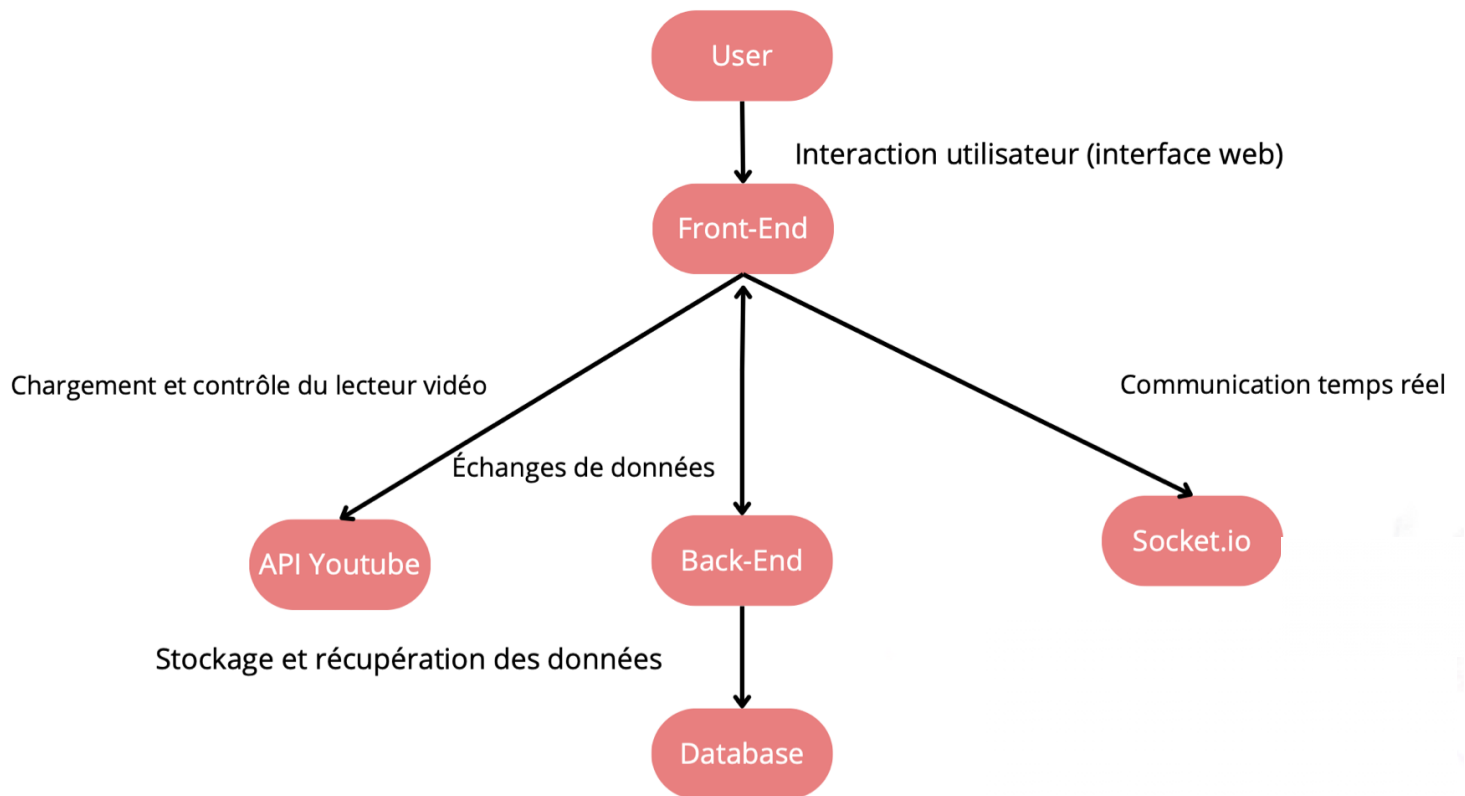 User
Interaction utilisateur (interface web)
Front-End
Chargement et contrôle du lecteur vidéo
Communication temps réel
Échanges de données
API Youtube
Back-End
Socket.io
Stockage et récupération des données
Database